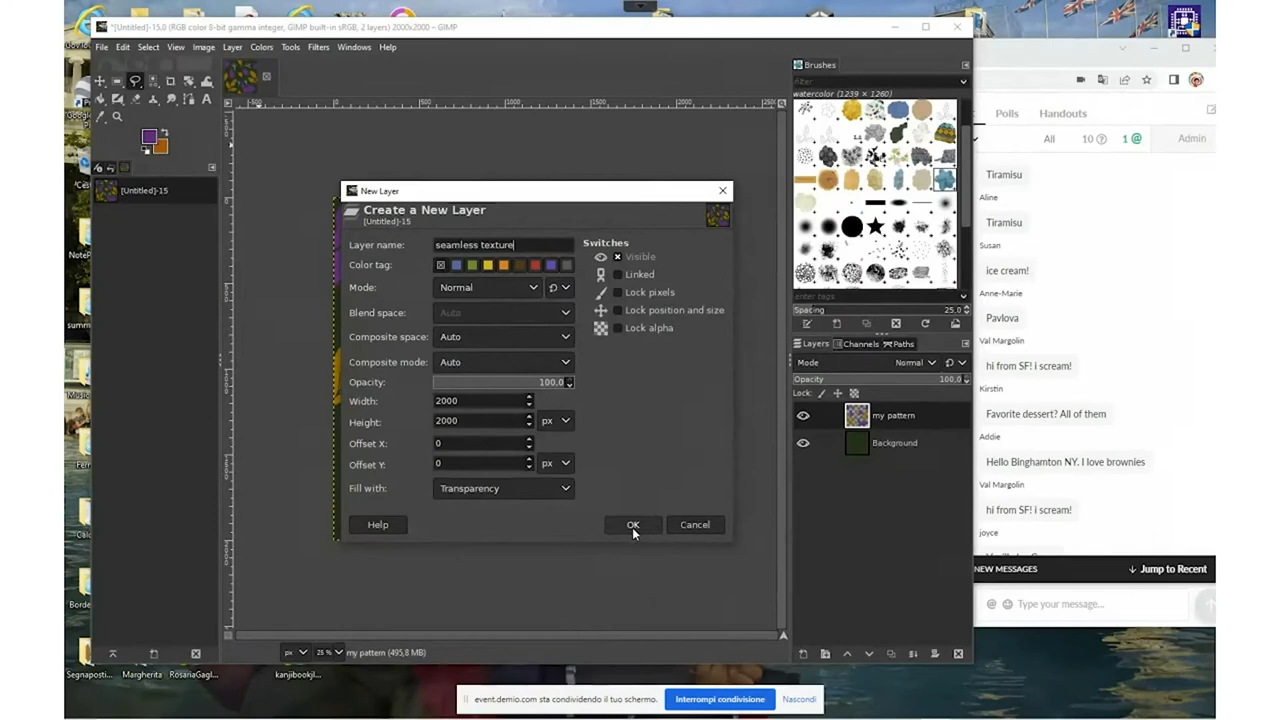 *[Untitled]-15.0 (RGB color 8-bit gamma integer, GIMP built-in sRGB, 2 layers) 2000x2000 – GIMP
File Edit Select View Image Layer Colors Tools Filters Windows Help
Brushes
filter
watercolor (1239 × 1260)
Polls Handouts
All 10 1 @ Admin
Tiramisu
Aline
Tiramisu
Susan
ice cream!
Anne-Marie
Pavlova
Val Margolin
hi from SF! i scream!
Kirstin
Favorite dessert? All of them
Addie
Hello Binghamton NY. I love brownies
Val Margolin
hi from SF! i scream!
joyce
NEW MESSAGES ↓ Jump to Recent
@ Type your message...
[Untitled]-15
New Layer
Create a New Layer
[Untitled]-15
Layer name: seamless texture
Color tag:
Mode: Normal
Blend space: Auto
Composite space: Auto
Composite mode: Auto
Opacity: 100,0
Width: 2000
Height: 2000 px
Offset X: 0
Offset Y: 0 px
Fill with: Transparency
Switches
Visible
Linked
Lock pixels
Lock position and size
Lock alpha
Help OK Cancel
enter tags
Spacing 25,0
Layers Channels Paths
Mode Normal
Opacity 100,0
Lock:
my pattern
Background
px 25 % my pattern (495,8 MB)
Segnaposti... Margherita RosariaGagl... kanjibookjl...
event.demio.com sta condividendo il tuo schermo. Interrompi condivisione Nascondi